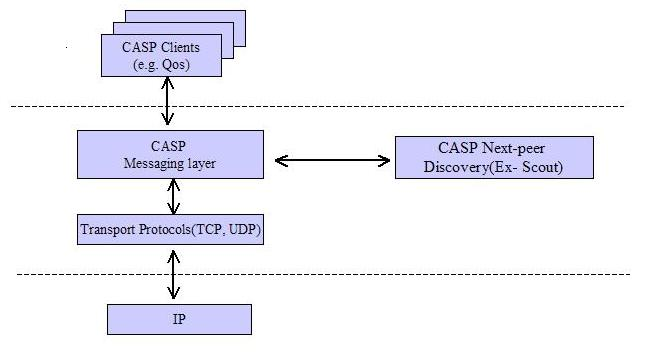 CASP Clients
(e.g. Qos)
CASP
Messaging layer
CASP Next-peer
Discovery(Ex- Scout)
Transport Protocols(TCP, UDP)
IP